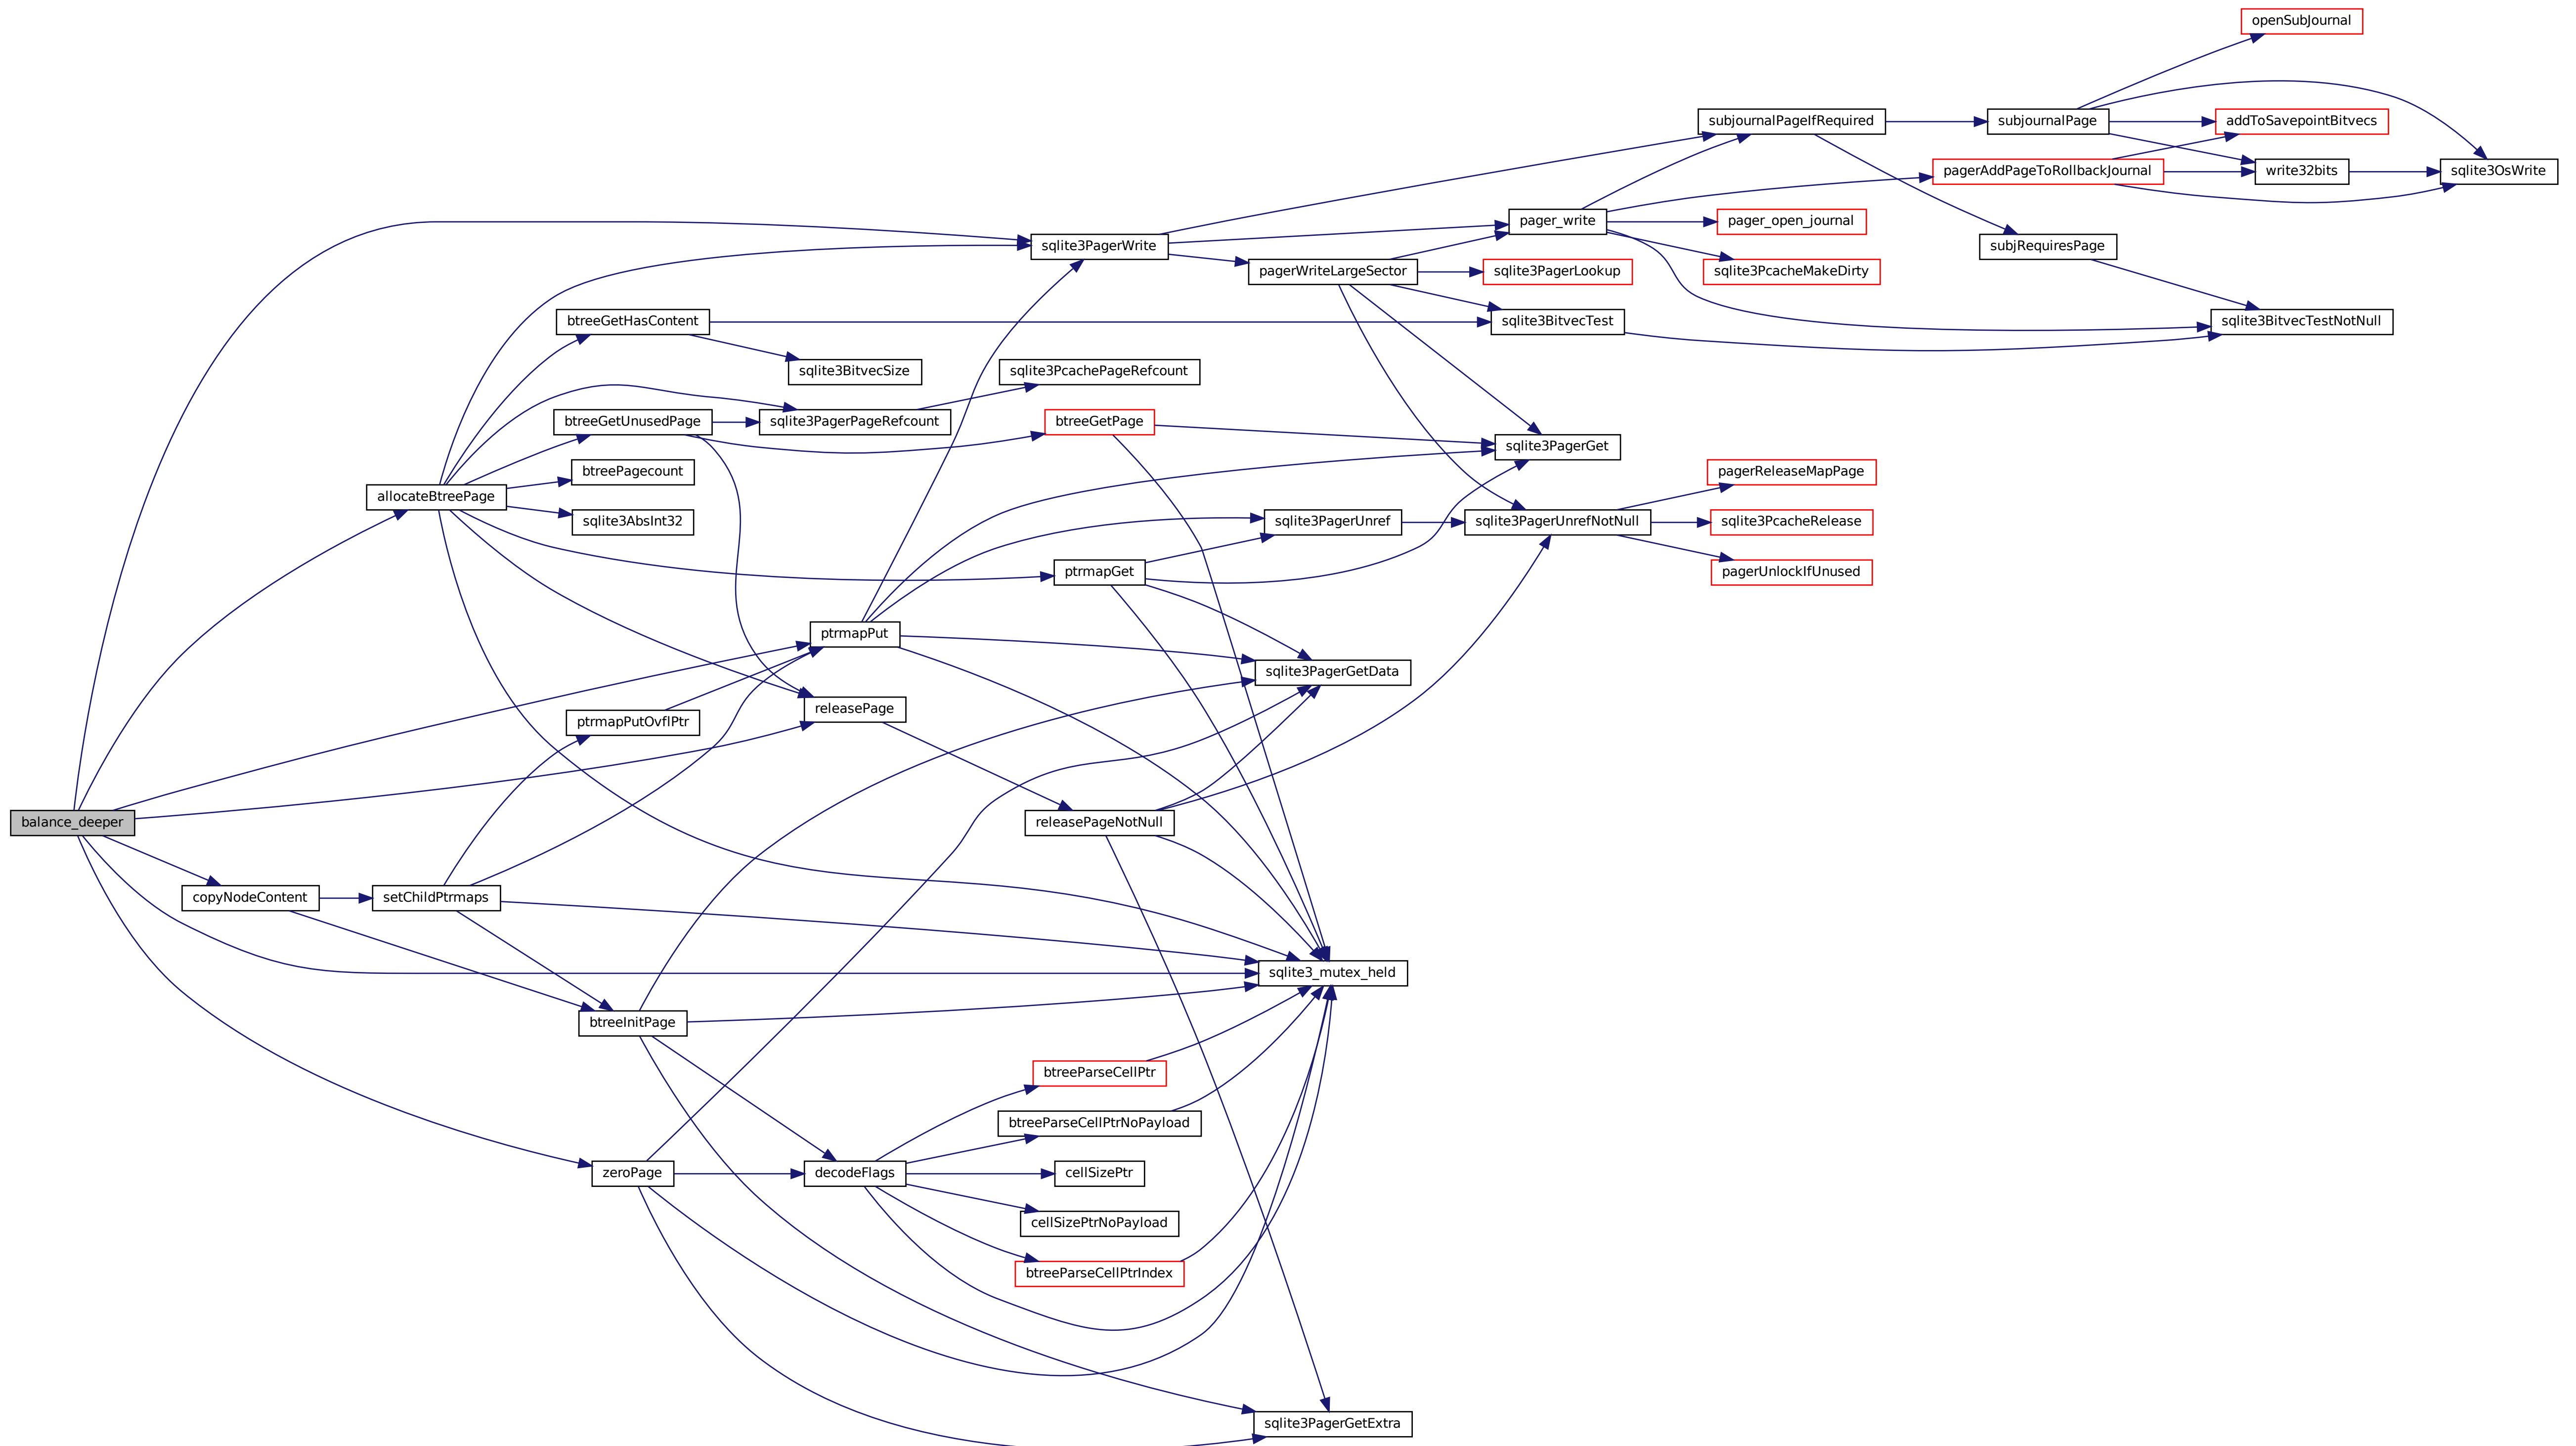 openSubJournal
subjournalPageIfRequired
subjournalPage
addToSavepointBitvecs
pagerAddPageToRollbackJournal
write32bits
sqlite3OsWrite
pager_write
pager_open_journal
sqlite3PagerWrite
subjRequiresPage
pagerWriteLargeSector
sqlite3PagerLookup
sqlite3PcacheMakeDirty
btreeGetHasContent
sqlite3BitvecTest
sqlite3BitvecTestNotNull
sqlite3BitvecSize
sqlite3PcachePageRefcount
btreeGetUnusedPage
sqlite3PagerPageRefcount
btreeGetPage
sqlite3PagerGet
btreePagecount
pagerReleaseMapPage
allocateBtreePage
sqlite3AbsInt32
sqlite3PagerUnref
sqlite3PagerUnrefNotNull
sqlite3PcacheRelease
ptrmapGet
pagerUnlockIfUnused
ptrmapPut
sqlite3PagerGetData
ptrmapPutOvflPtr
releasePage
balance_deeper
releasePageNotNull
copyNodeContent
setChildPtrmaps
sqlite3_mutex_held
btreeInitPage
btreeParseCellPtr
btreeParseCellPtrNoPayload
zeroPage
decodeFlags
cellSizePtr
cellSizePtrNoPayload
btreeParseCellPtrIndex
sqlite3PagerGetExtra